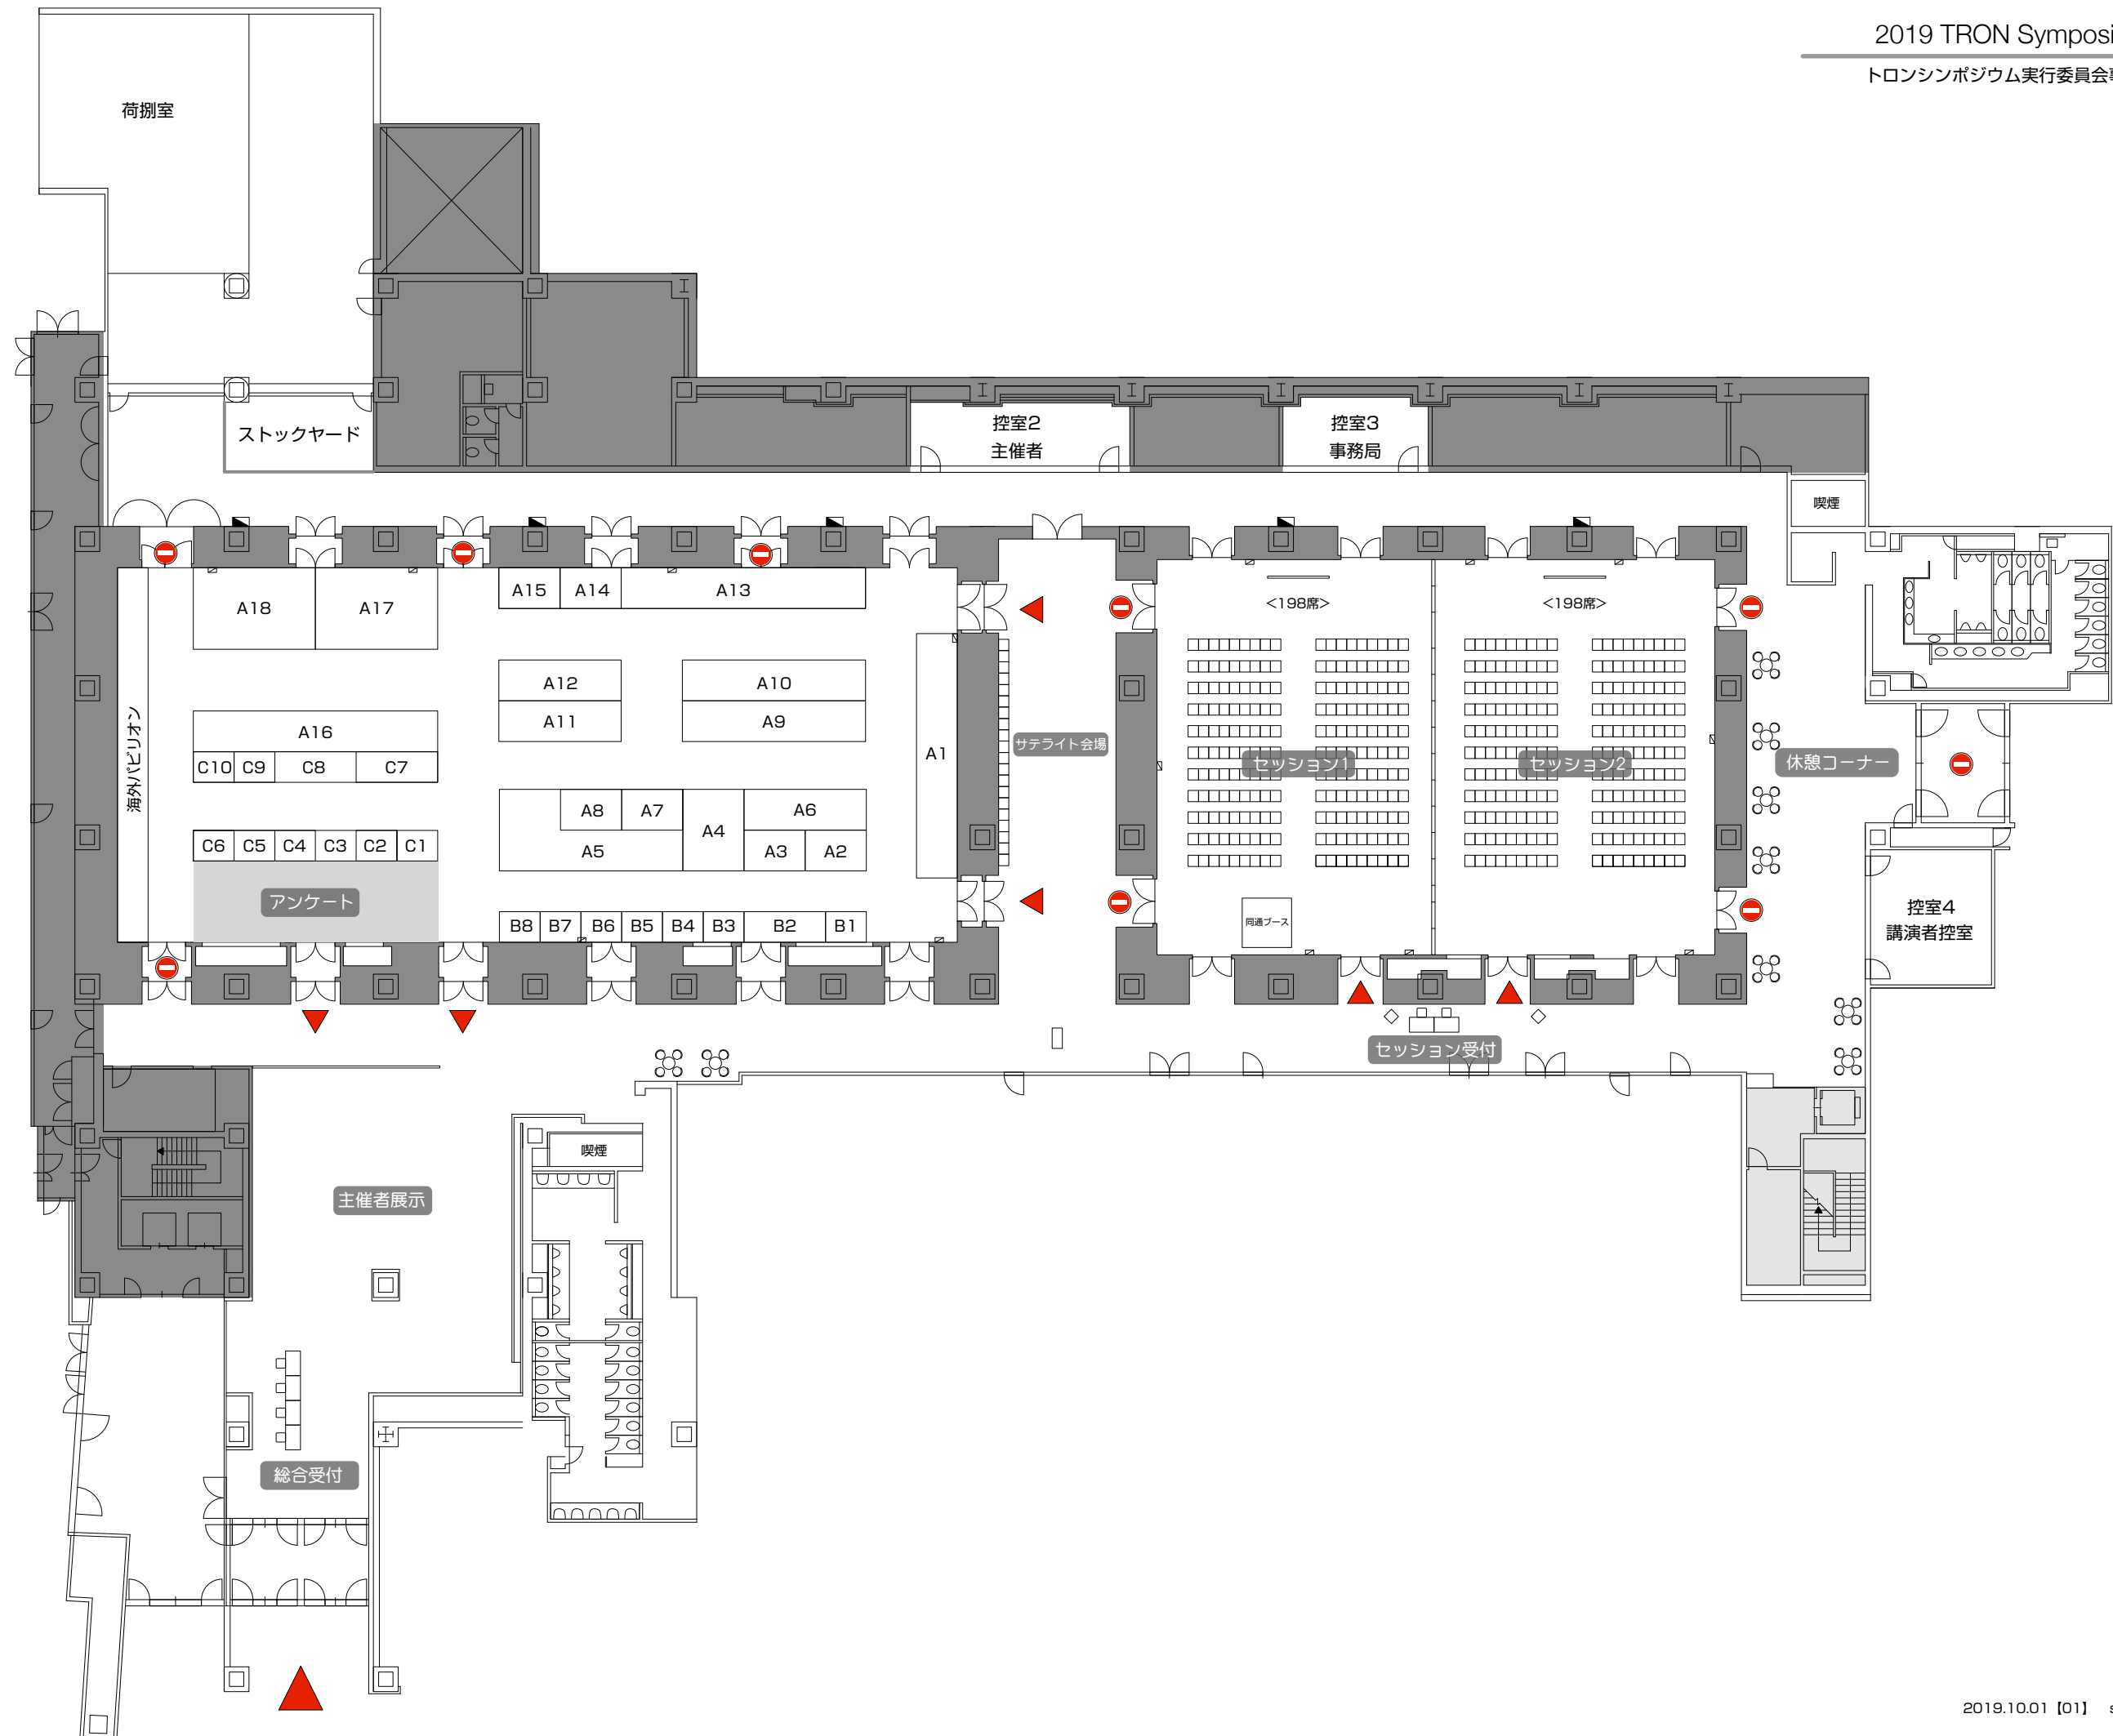 2019 TRON Symposi
トロンシンポジウム実行委員会
荷捌室
ストックヤード
控室2
主催者
控室3
事務局
喫煙
A18
A17
A15
A14
A13
<198席>
<198席>
A12
A10
A11
A9
海外パビリオン
A16
C10
C9
C8
C7
A1
サテライト会場
セッション1
セッション2
休憩コーナー
A8
A7
A4
A6
A5
A3
A2
C6
C5
C4
C3
C2
C1
アンケート
B8
B7
B6
B5
B4
B3
B2
B1
同通ブース
控室4
講演者控室
セッション受付
喫煙
主催者展示
総合受付
2019.10.01【01】 s